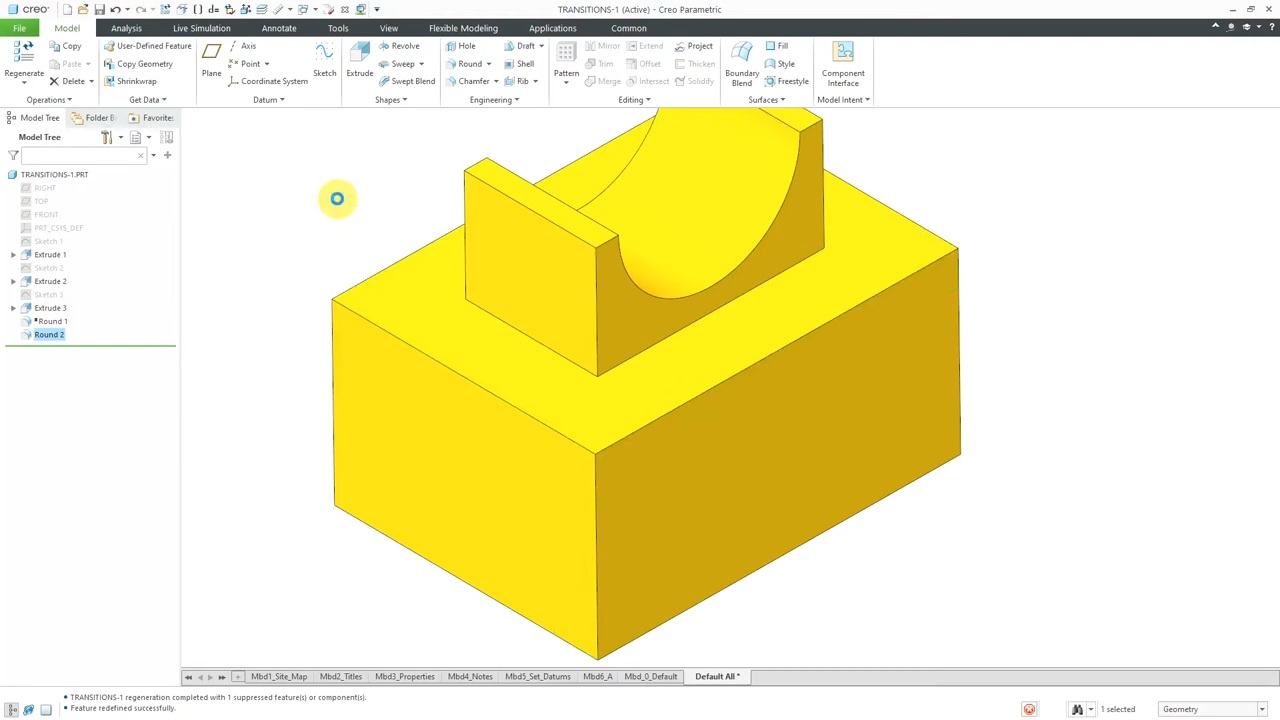 creo
TRANSITIONS-1 (Active) - Creo Parametric
File Model Analysis Live Simulation Annotate Tools View Flexible Modeling Applications Common
Regenerate
Copy
Paste
Delete
Operations
User-Defined Feature
Copy Geometry
Shrinkwrap
Get Data
Plane
Axis
Point
Coordinate System
Sketch
Datum
Extrude
Revolve
Sweep
Swept Blend
Shapes
Hole
Round
Chamfer
Draft
Shell
Rib
Engineering
Pattern
Mirror
Trim
Merge
Extend
Offset
Intersect
Project
Thicken
Solidify
Editing
Boundary
Blend
Fill
Style
Freestyle
Surfaces
Component
Interface
Model Intent
Model Tree Folder B Favorite:
Model Tree
TRANSITIONS-1.PRT
RIGHT
TOP
FRONT
PRT_CSYS_DEF
Sketch 1
Extrude 1
Sketch 2
Extrude 2
Sketch 3
Extrude 3
Round 1
Round 2
Mbd1_Site_Map Mbd2_Titles Mbd3_Properties Mbd4_Notes Mbd5_Set_Datums Mbd6_A Mbd_0_Default Default All *
• TRANSITIONS-1 regeneration completed with 1 suppressed feature(s) or component(s).
• Feature redefined successfully.
1 selected
Geometry